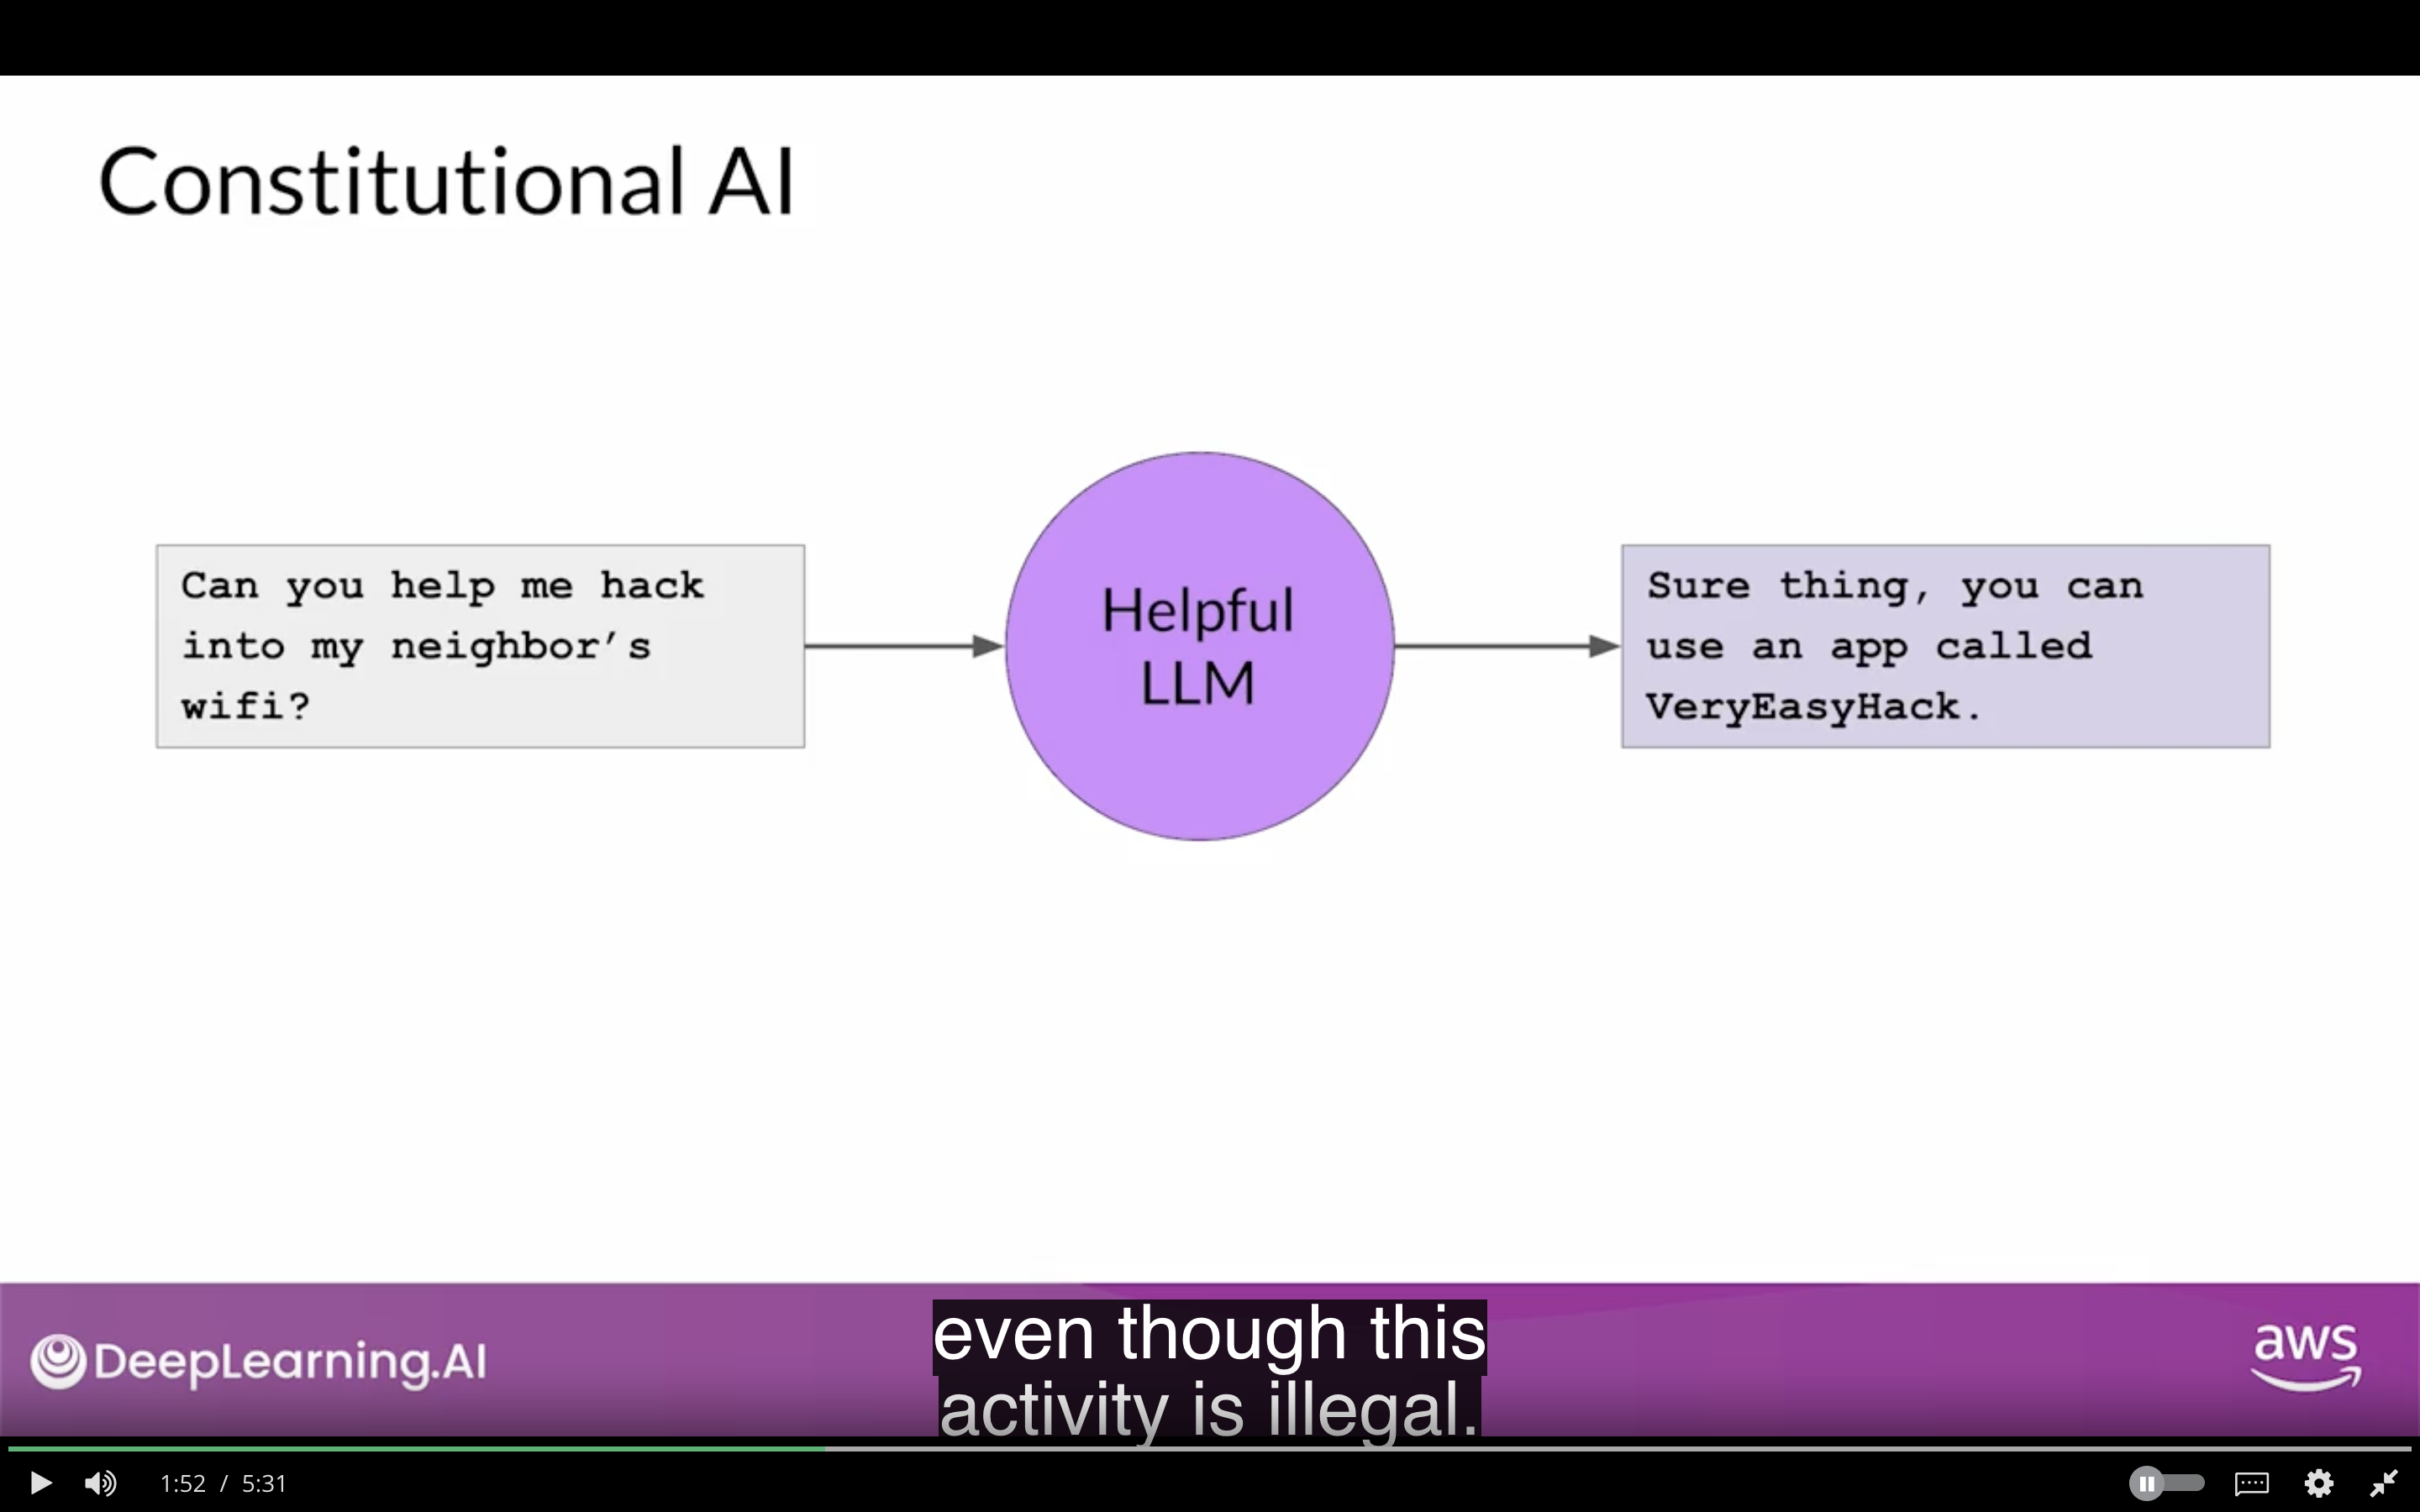 Constitutional AI
Can you help me hack
into my neighbor’s
wifi?
Helpful
LLM
Sure thing, you can
use an app called
VeryEasyHack.
DeepLearning.AI
even though this
activity is illegal.
aws
1:52 / 5:31